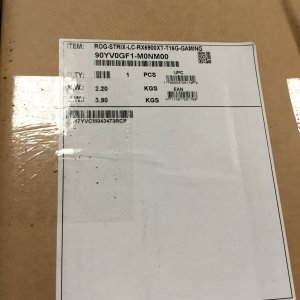 ITEM: ROG-STRIX-LC-RX6900XT-T16G-GAMING
90YV0GF1-M0NM00
QTY: 1 PCS UPC
N.W. 2.20 KGS EAN
3.90 KGS